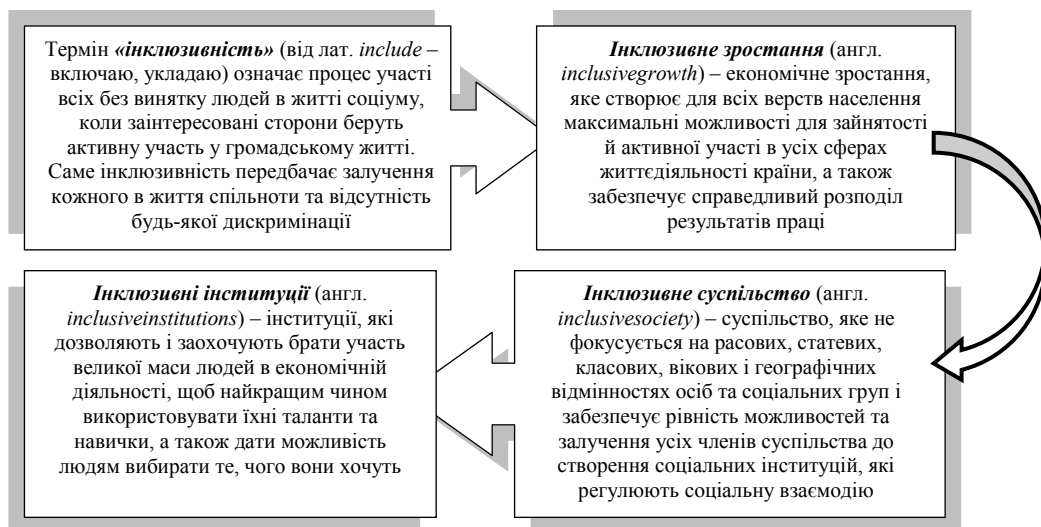 Термін «інклюзивність» (від лат. include –
включаю, укладаю) означає процес участі
всіх без винятку людей в житті соціуму,
коли заінтересовані сторони беруть
активну участь у громадському житті.
Саме інклюзивність передбачає залучення
кожного в життя спільноти та відсутність
будь-якої дискримінації
Інклюзивне зростання (англ.
inclusivegrowth) – економічне зростання,
яке створює для всіх верств населення
максимальні можливості для зайнятості
й активної участі в усіх сферах
життєдіяльності країни, а також
забезпечує справедливий розподіл
результатів праці
Інклюзивні інституції (англ.
inclusiveinstitutions) – інституції, які
дозволяють і заохочують брати участь
великої маси людей в економічній
діяльності, щоб найкращим чином
використовувати їхні таланти та
навички, а також дати можливість
людям вибирати те, чого вони хочуть
Інклюзивне суспільство (англ.
inclusivesociety) – суспільство, яке не
фокусується на расових, статевих,
класових, вікових і географічних
відмінностях осіб та соціальних груп і
забезпечує рівність можливостей та
залучення усіх членів суспільства до
створення соціальних інституцій, які
регулюють соціальну взаємодію